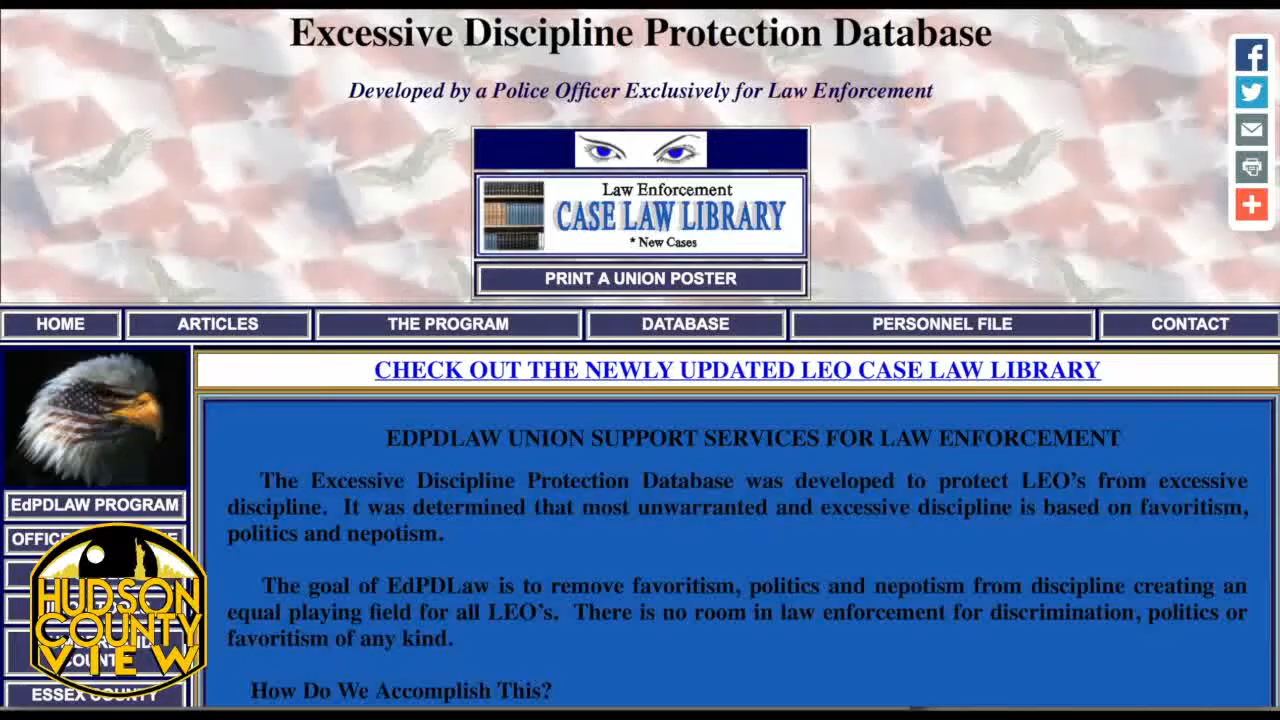 Excessive Discipline Protection Database
Developed by a Police Officer Exclusively for Law Enforcement
Law Enforcement
CASE LAW LIBRARY
* New Cases
PRINT A UNION POSTER
HOME
ARTICLES
THE PROGRAM
DATABASE
PERSONNEL FILE
CONTACT
CHECK OUT THE NEWLY UPDATED LEO CASE LAW LIBRARY
EdPDLAW PROGRAM
HUDSON
COUNTY
VIEW
ESSEX COUNTY
EDPDLAW UNION SUPPORT SERVICES FOR LAW ENFORCEMENT
The Excessive Discipline Protection Database was developed to protect LEO’s from excessive
discipline. It was determined that most unwarranted and excessive discipline is based on favoritism,
politics and nepotism.
The goal of EdPDLaw is to remove favoritism, politics and nepotism from discipline creating an
equal playing field for all LEO’s. There is no room in law enforcement for discrimination, politics or
favoritism of any kind.
How Do We Accomplish This?